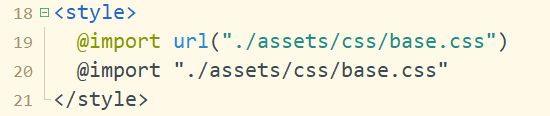 18 <style>
19 @import url("./assets/css/base.css")
20 @import "./assets/css/base.css"
21 </style>